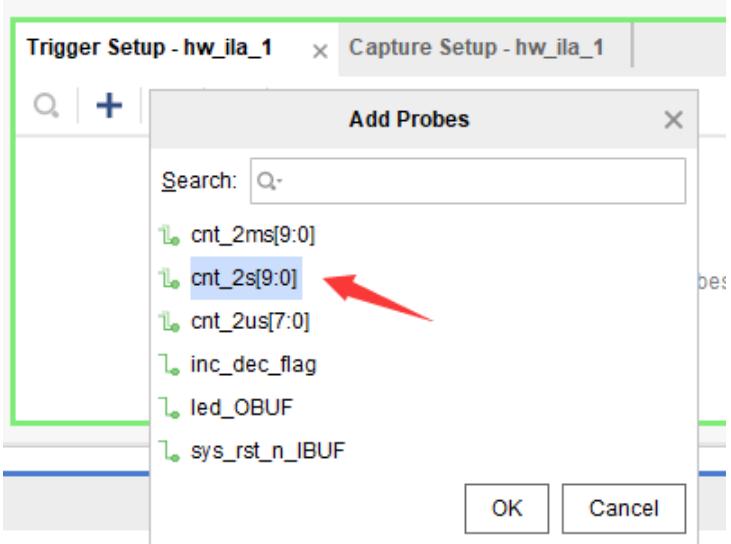 Trigger Setup - hw_ila_1 Capture Setup - hw_ila_1
Add Probes
Search:
cnt_2ms[9:0]
cnt_2s[9:0]
cnt_2us[7:0]
inc_dec_flag
led_OBUF
sys_rst_n_IBUF
OK Cancel